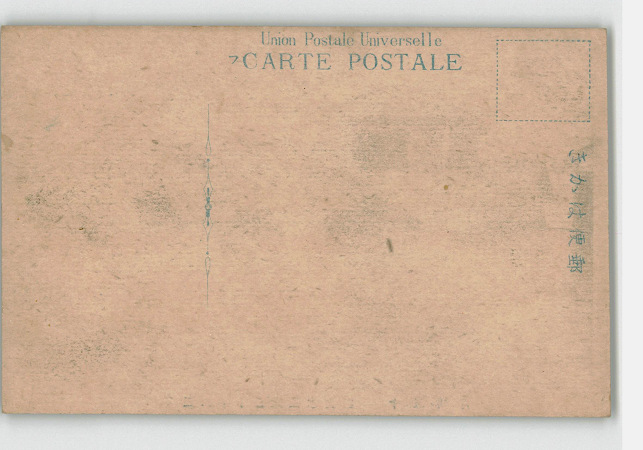 Union Postale Universelle
CARTE POSTALE
きかは便郵